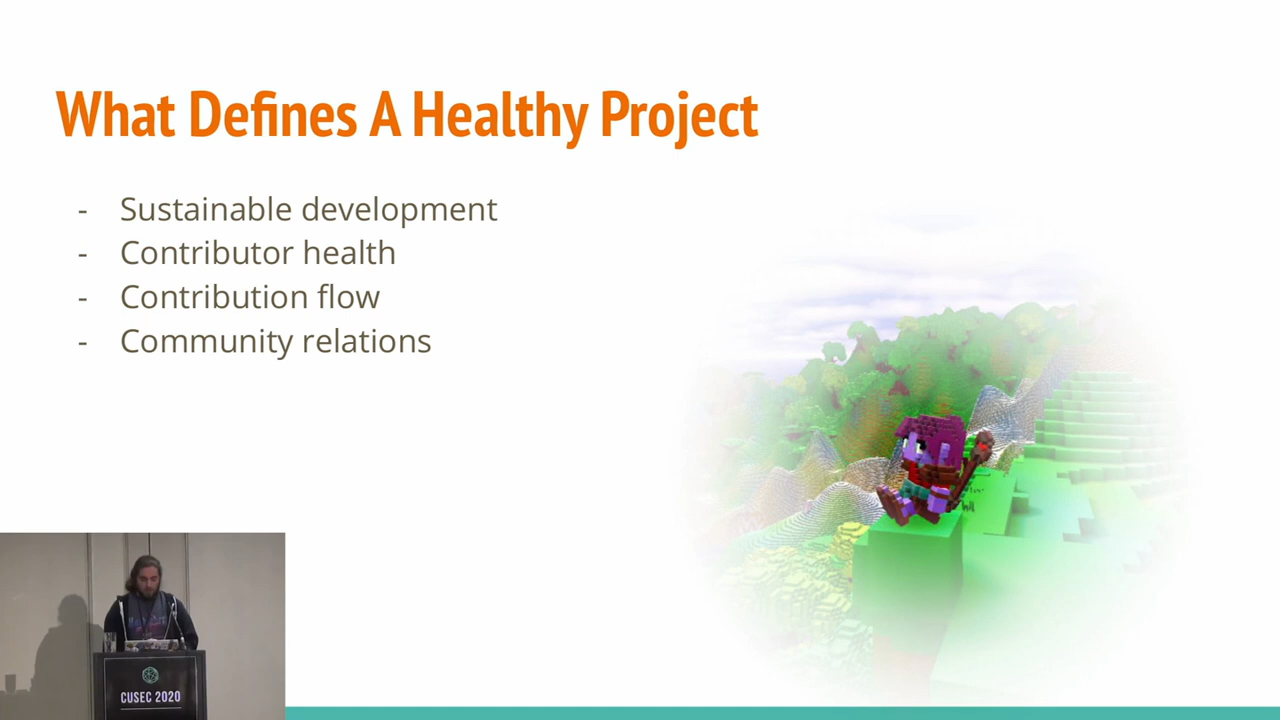 What Defines A Healthy Project
- Sustainable development
- Contributor health
- Contribution flow
- Community relations
CUSEC 2020